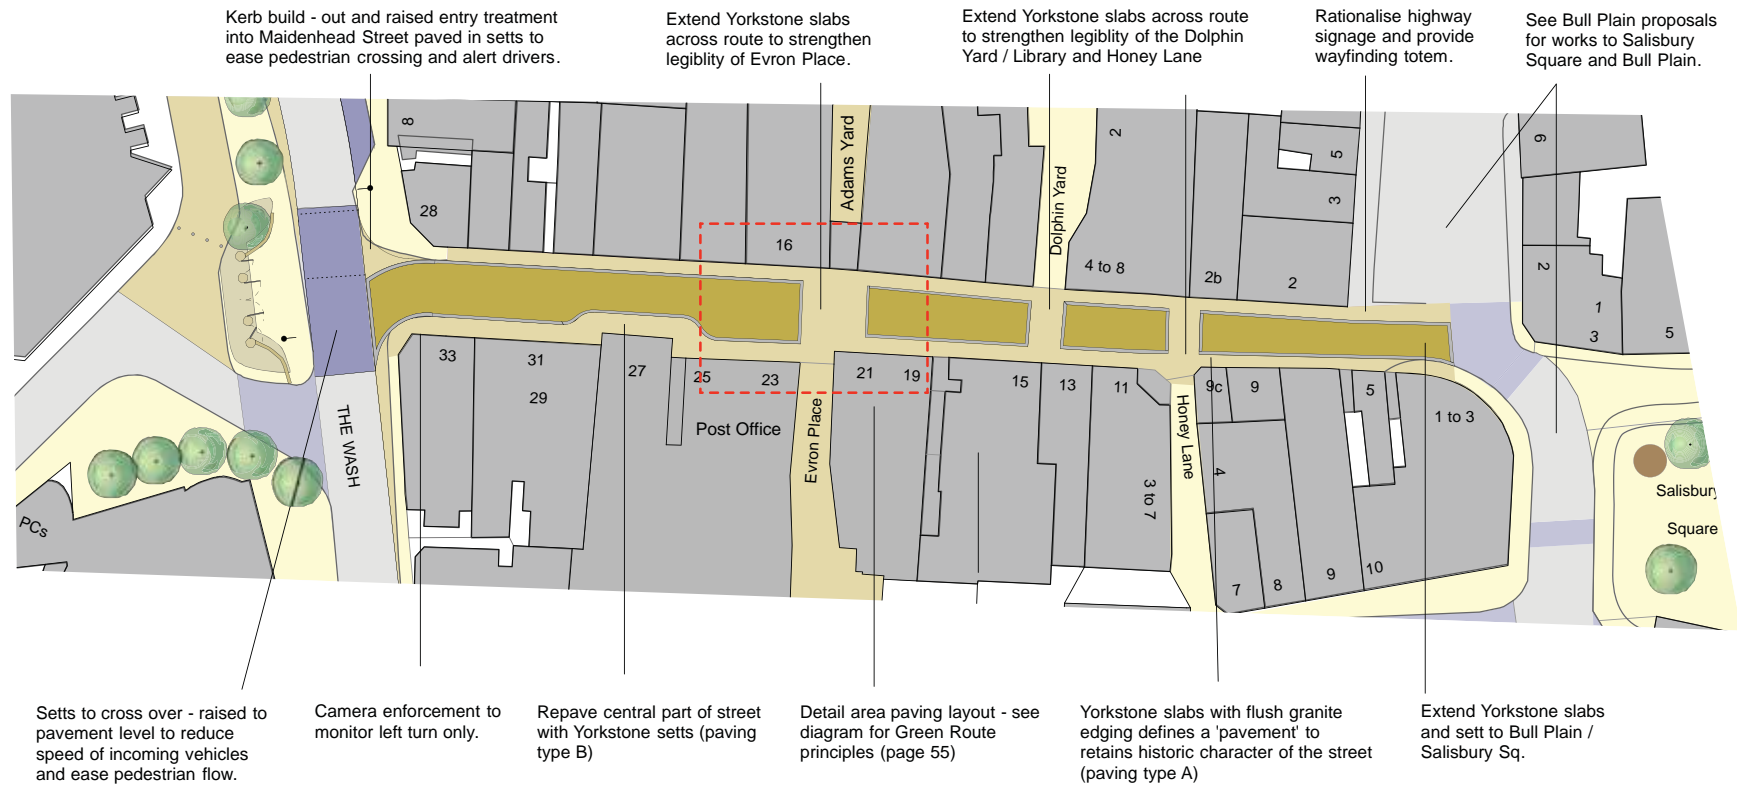 Kerb build - out and raised entry treatment
into Maidenhead Street paved in setts to
ease pedestrian crossing and alert drivers.
Extend Yorkstone slabs
across route to strengthen
legiblity of Evron Place.
Extend Yorkstone slabs across route
to strengthen legiblity of the Dolphin
Yard / Library and Honey Lane
Rationalise highway
signage and provide
wayfinding totem.
See Bull Plain proposals
for works to Salisbury
Square and Bull Plain.
8
28
16
Adams Yard
Dolphin Yard
2
4 to 8
2b
2
5
3
6
2
1
3
5
33
31
29
27
25
23
Post Office
Evron Place
21
19
15
13
11
3 to 7
Honey Lane
9c
9
4
7
8
9
10
5
1 to 3
THE WASH
PCs
Salisbury
Square
Setts to cross over - raised to
pavement level to reduce
speed of incoming vehicles
and ease pedestrian flow.
Camera enforcement to
monitor left turn only.
Repave central part of street
with Yorkstone setts (paving
type B)
Detail area paving layout - see
diagram for Green Route
principles (page 55)
Yorkstone slabs with flush granite
edging defines a 'pavement' to
retains historic character of the street
(paving type A)
Extend Yorkstone slabs
and sett to Bull Plain /
Salisbury Sq.